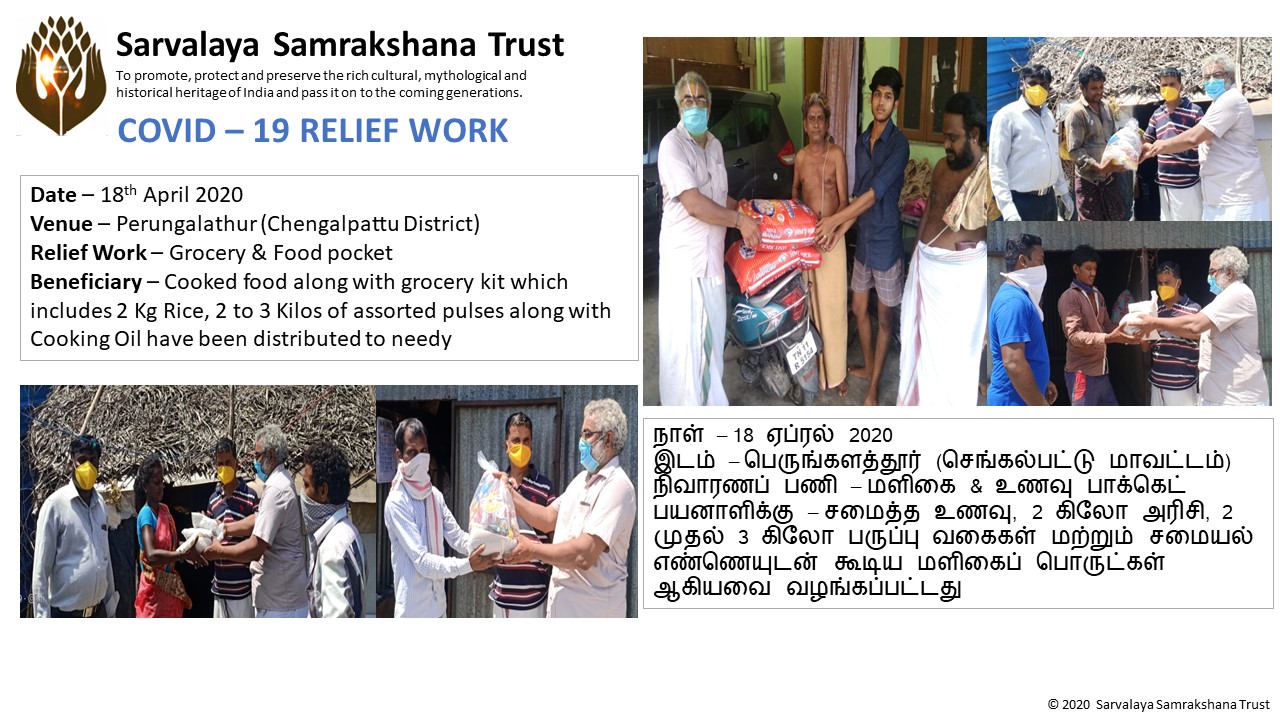 Sarvalaya Samrakshana Trust
To promote, protect and preserve the rich cultural, mythological and
historical heritage of India and pass it on to the coming generations.
COVID – 19 RELIEF WORK
Date – 18th April 2020
Venue – Perungalathur (Chengalpattu District)
Relief Work – Grocery & Food pocket
Beneficiary – Cooked food along with grocery kit which
includes 2 Kg Rice, 2 to 3 Kilos of assorted pulses along with
Cooking Oil have been distributed to needy
TN 11
R 5154
நாள் – 18 ஏப்ரல் 2020
இடம் – பெருங்களத்தூர் (செங்கல்பட்டு மாவட்டம்)
நிவாரணப் பணி – மளிகை & உணவு பாக்கெட்
பயனாளிக்கு – சமைத்த உணவு, 2 கிலோ அரிசி, 2
முதல் 3 கிலோ பருப்பு வகைகள் மற்றும் சமையல்
எண்ணெயுடன் கூடிய மளிகைப் பொருட்கள்
ஆகியவை வழங்கப்பட்டது
© 2020 Sarvalaya Samrakshana Trust